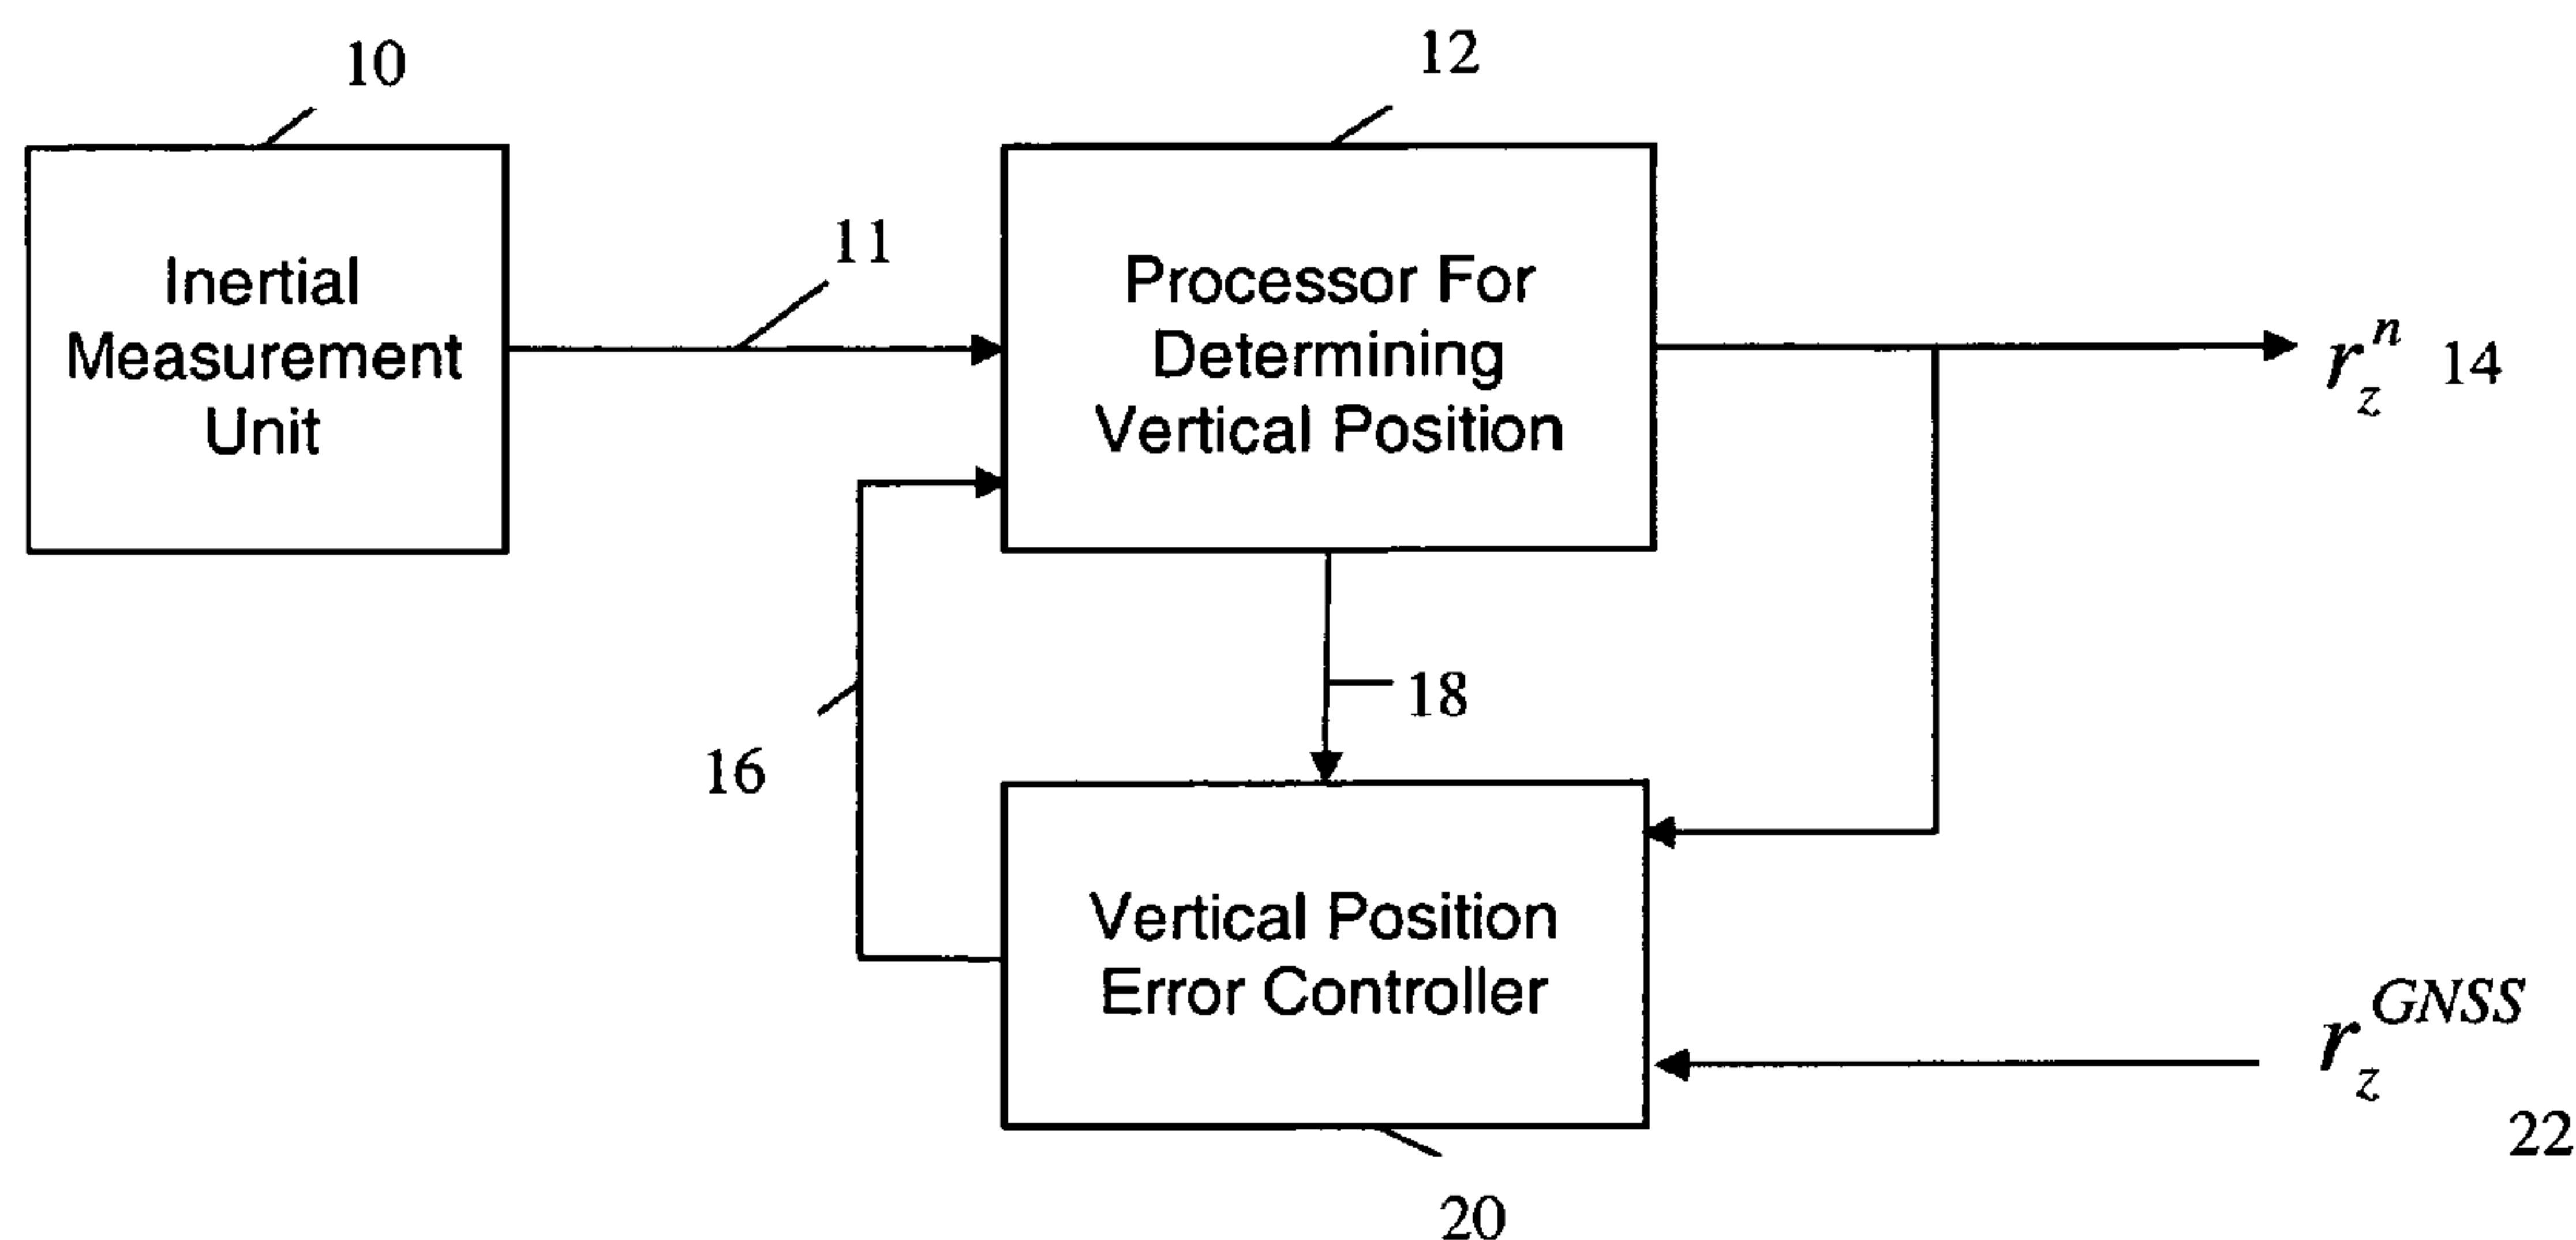 10
12
Inertial
Measurement
Unit
11
Processor For
Determining
Vertical Position
r_z^n 14
16
18
Vertical Position
Error Controller
r_z^{GNSS}
22
20